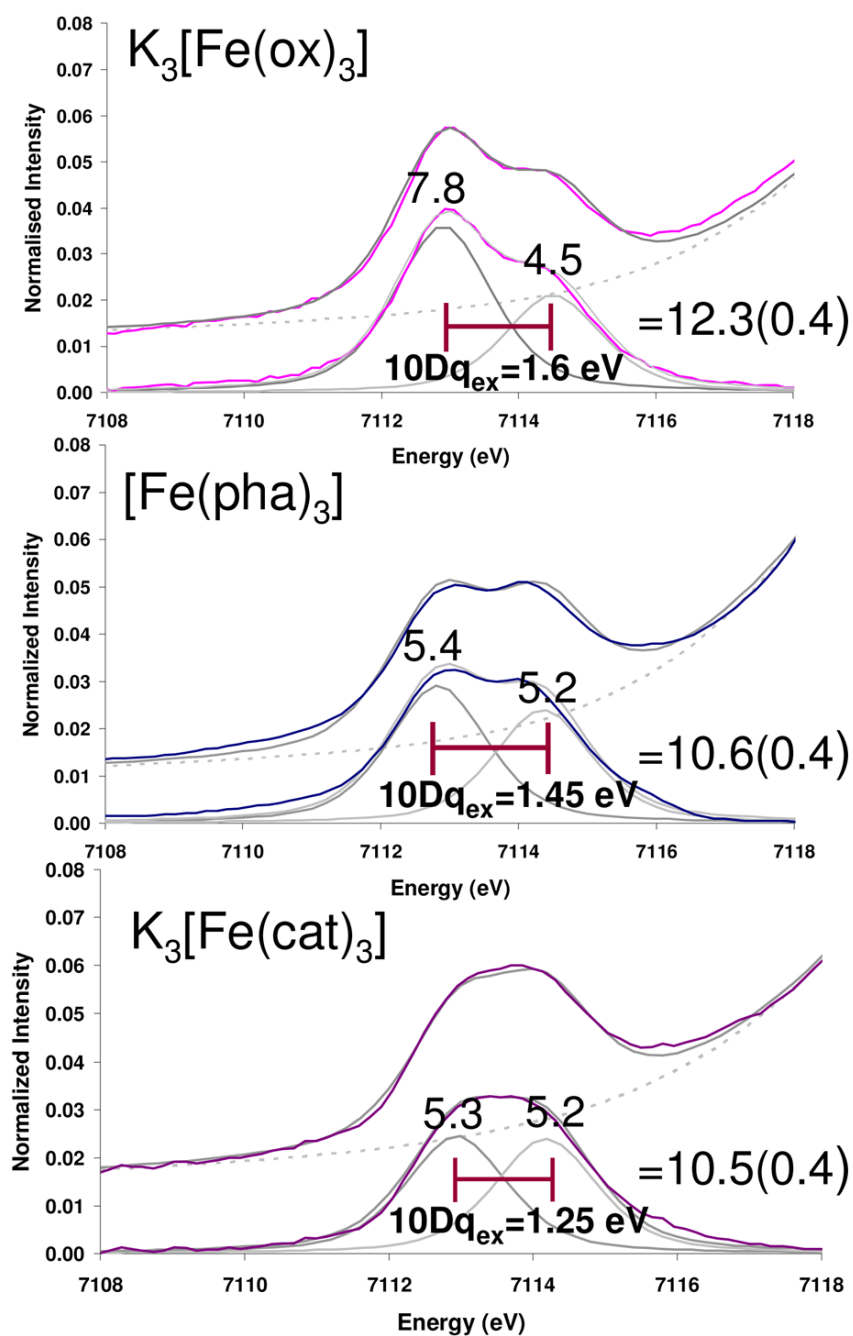 K3[Fe(ox)3]
0.08
0.07
0.06
0.05
0.04
0.03
0.02
0.01
0.00
Normalised Intensity
7.8
4.5
=12.3(0.4)
10Dqex=1.6 eV
7108 7110 7112 7114 7116 7118
Energy (eV)
[Fe(pha)3]
0.08
0.07
0.06
0.05
0.04
0.03
0.02
0.01
0.00
Normalized Intensity
5.4
5.2
=10.6(0.4)
10Dqex=1.45 eV
7108 7110 7112 7114 7116 7118
Energy (eV)
K3[Fe(cat)3]
0.08
0.07
0.06
0.05
0.04
0.03
0.02
0.01
0.00
Normalized Intensity
5.3
5.2
=10.5(0.4)
10Dqex=1.25 eV
7108 7110 7112 7114 7116 7118
Energy (eV)